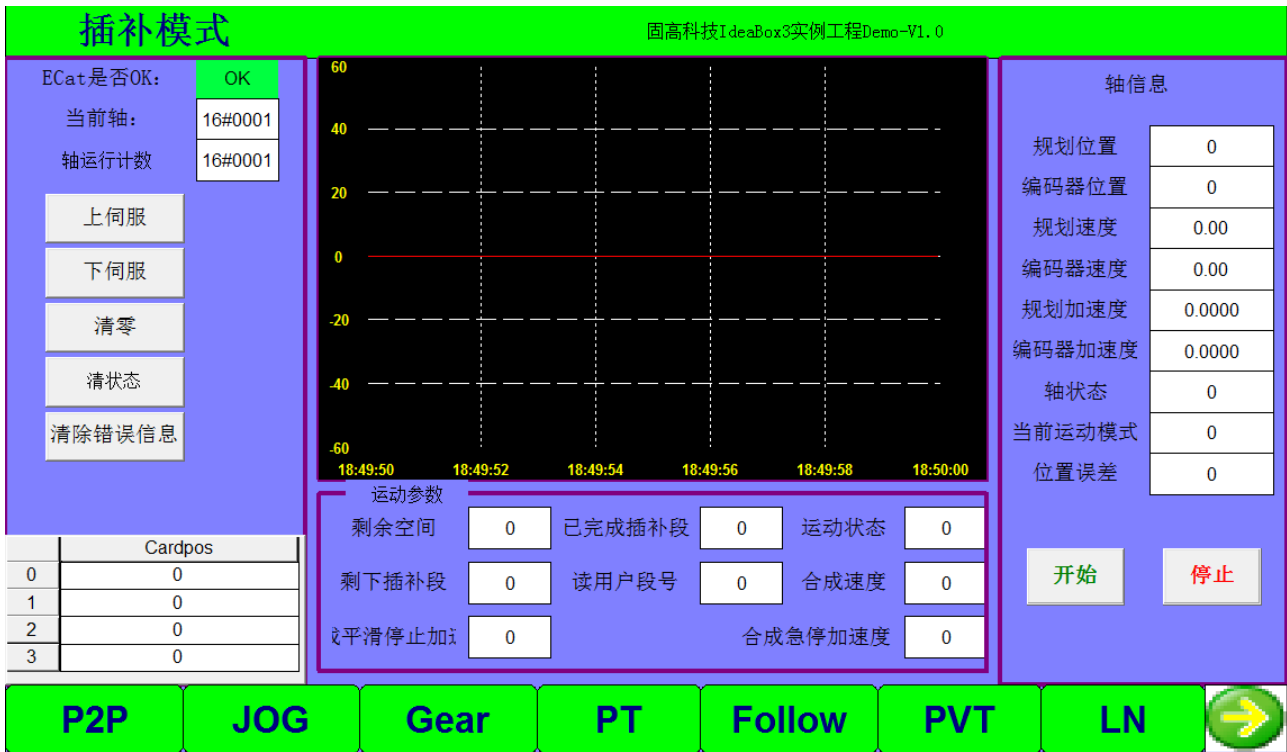 插补模式
固高科技IdeaBox3实例工程Demo-V1.0
ECat是否OK: OK
当前轴: 16#0001
轴运行计数 16#0001
上伺服
下伺服
清零
清状态
清除错误信息
Cardpos
0 0
1 0
2 0
3 0
60
40
20
0
-20
-40
-60
18:49:50 18:49:52 18:49:54 18:49:56 18:49:58 18:50:00
运动参数
剩余空间 0 已完成插补段 0 运动状态 0
剩下插补段 0 读用户段号 0 合成速度 0
平滑停止加 0 合成急停加速度 0
轴信息
规划位置 0
编码器位置 0
规划速度 0.00
编码器速度 0.00
规划加速度 0.0000
编码器加速度 0.0000
轴状态 0
当前运动模式 0
位置误差 0
开始 停止
P2P JOG Gear PT Follow PVT LN